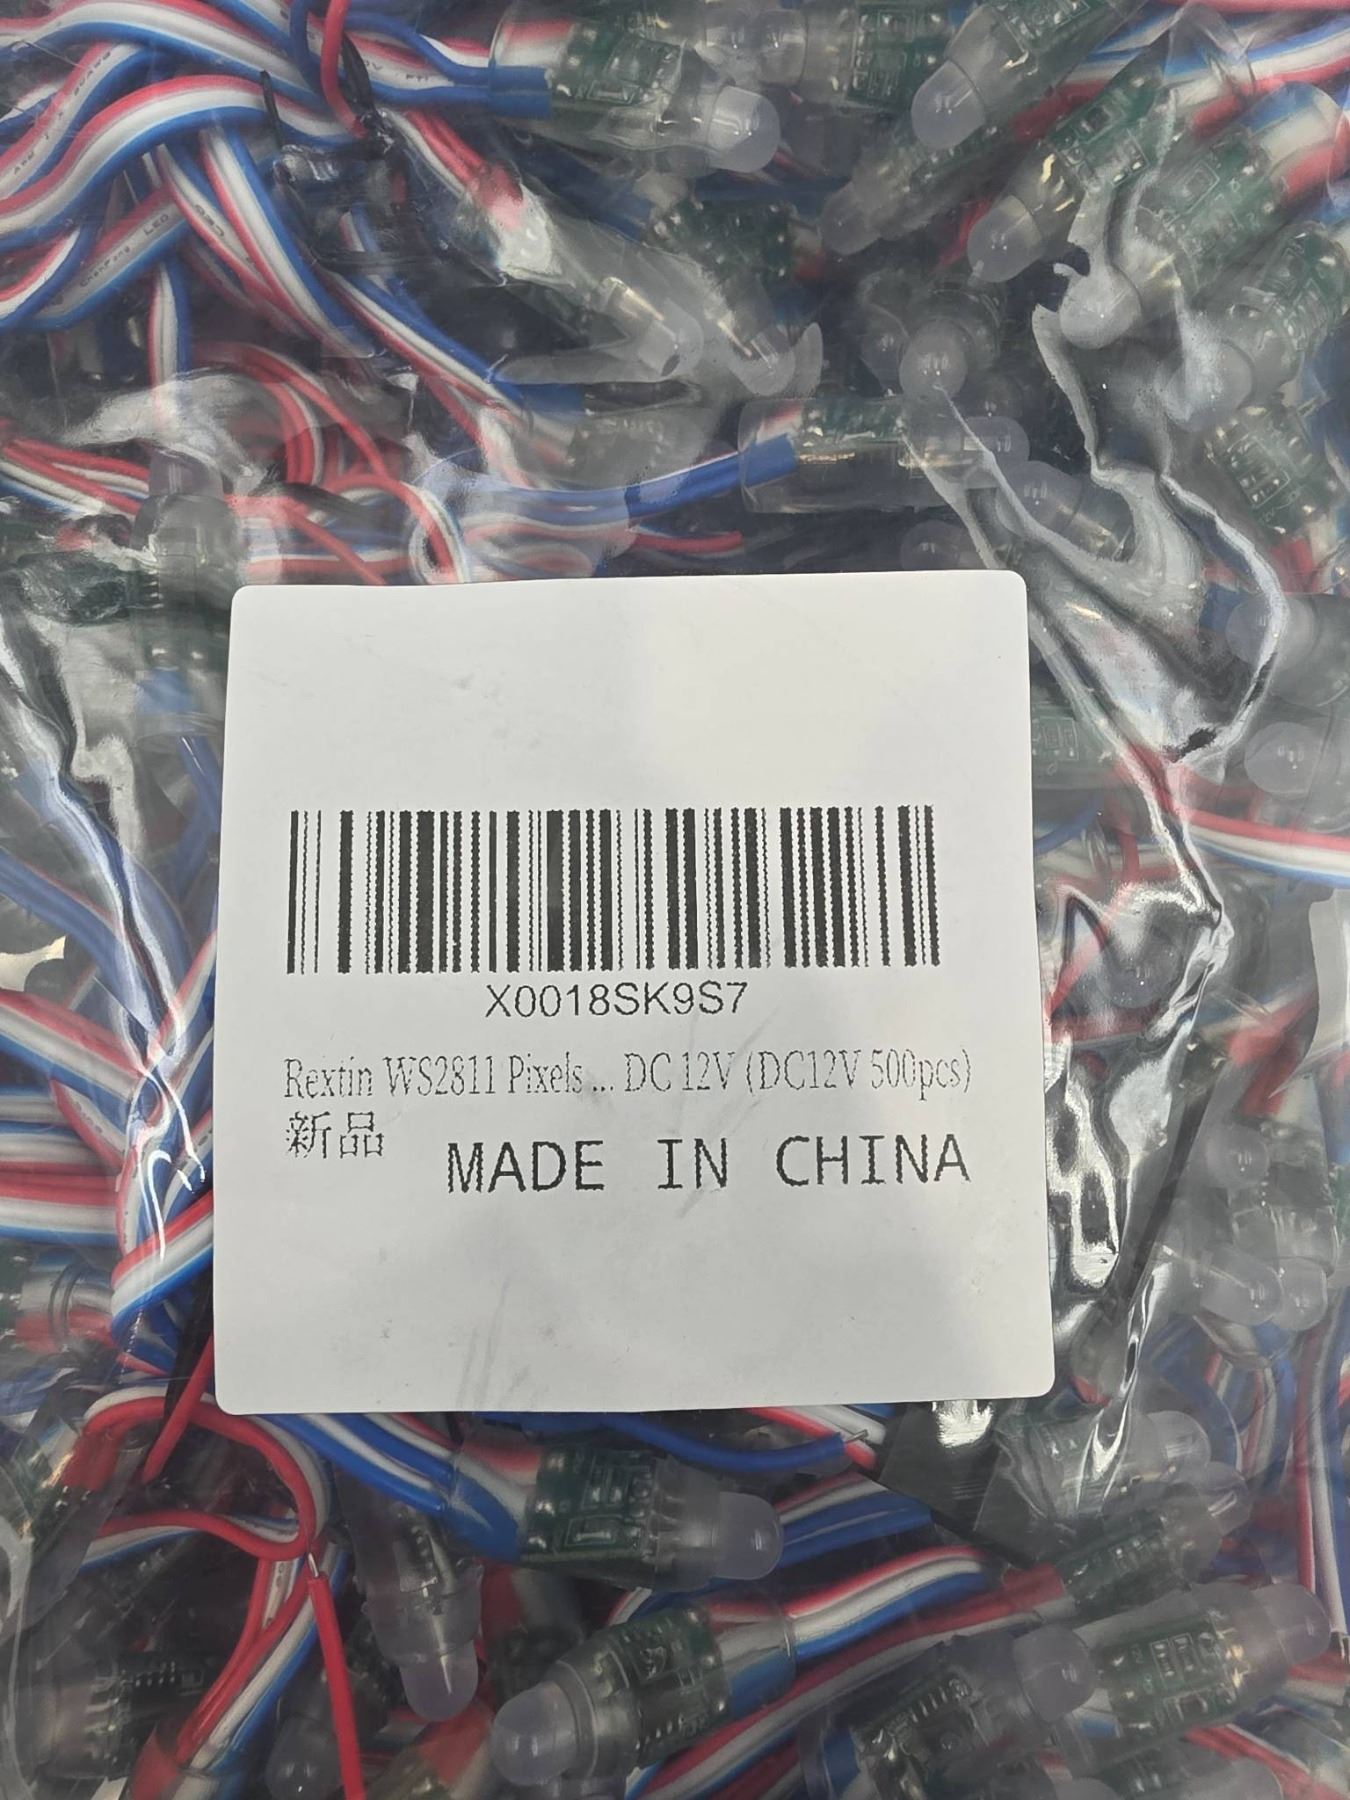 X0018SK9S7
Rextin WS2811 Pixels ... DC 12V (DC12V 500pcs)
新品
MADE IN CHINA